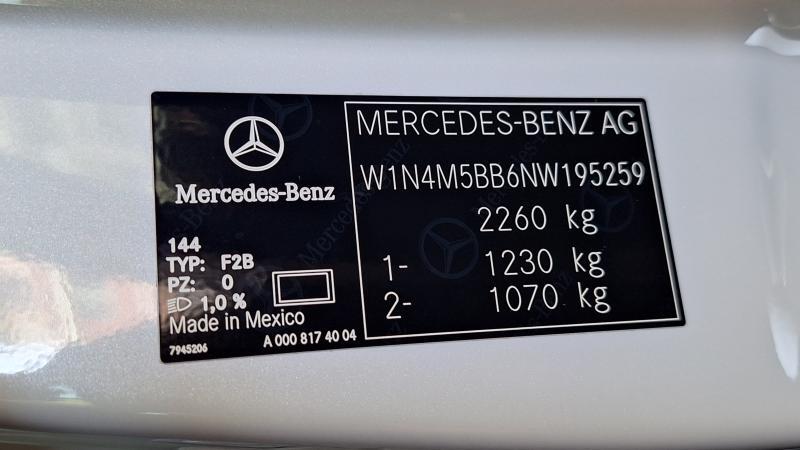 Mercedes-Benz
144
TYP: F2B
PZ: 0
1,0 %
Made in Mexico
7945206
A 000 817 40 04
MERCEDES-BENZ AG
W1N4M5BB6NW195259
2260 kg
1- 1230 kg
2- 1070 kg